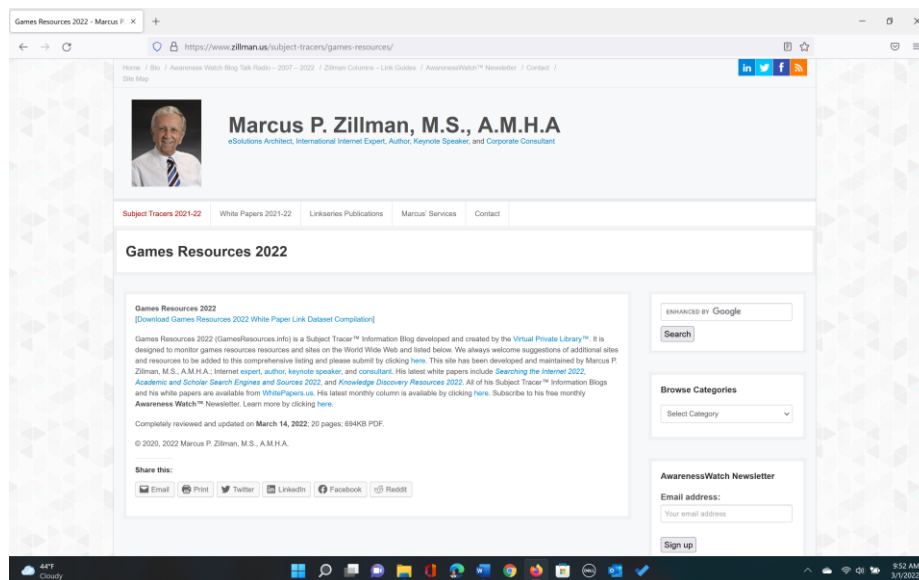 Games Resources 2022 - Marcus P.
https://www.zillman.us/subject-tracers/games-resources/
Home / Bio / Awareness Watch Blog Talk Radio – 2007 – 2022 / Zillman Columns – Link Guides / AwarenessWatch™ Newsletter / Contact /
Site Map
Marcus P. Zillman, M.S., A.M.H.A
eSolutions Architect, International Internet Expert, Author, Keynote Speaker, and Corporate Consultant
Subject Tracers 2021-22 White Papers 2021-22 Linkseries Publications Marcus' Services Contact
Games Resources 2022
Games Resources 2022
[Download Games Resources 2022 White Paper Link Dataset Compilation]
Games Resources 2022 (GamesResources.info) is a Subject Tracer™ Information Blog developed and created by the Virtual Private Library™. It is
designed to monitor games resources resources and sites on the World Wide Web and listed below. We always welcome suggestions of additional sites
and resources to be added to this comprehensive listing and please submit by clicking here. This site has been developed and maintained by Marcus P.
Zillman, M.S., A.M.H.A.; Internet expert, author, keynote speaker, and consultant. His latest white papers include Searching the Internet 2022,
Academic and Scholar Search Engines and Sources 2022, and Knowledge Discovery Resources 2022. All of his Subject Tracer™ Information Blogs
and his white papers are available from WhitePapers.us. His latest monthly column is available by clicking here. Subscribe to his free monthly
Awareness Watch™ Newsletter. Learn more by clicking here.
Completely reviewed and updated on March 14, 2022; 20 pages; 694KB PDF.
© 2020, 2022 Marcus P. Zillman, M.S., A.M.H.A.
Share this:
Email Print Twitter LinkedIn Facebook Reddit
ENHANCED BY Google
Search
Browse Categories
Select Category
AwarenessWatch Newsletter
Email address:
Your email address
Sign up
44°F
Cloudy
9:52 AM
3/1/2022